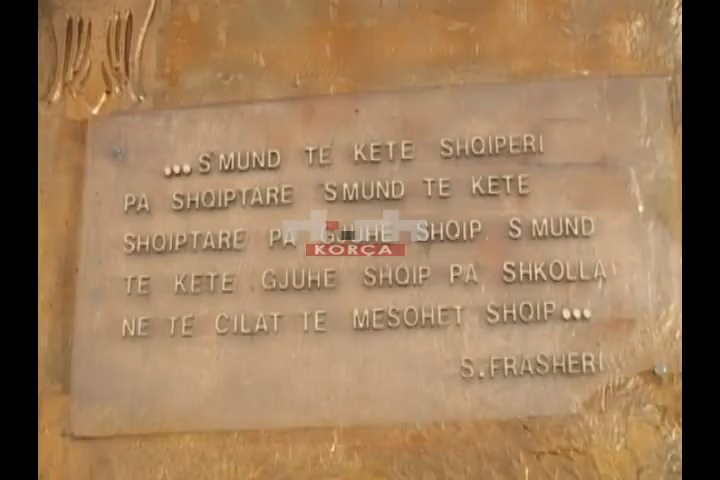 ...S'MUND TE KETE SHQIPERI
PA SHQIPTARE S'MUND TE KETE
SHQIPTARE PA GJUHE SHQIP S'MUND
TE KETE GJUHE SHQIP PA SHKOLLA
NE TE CILAT TE MESOHET SHQIP...
S.FRASHERI
KORÇA